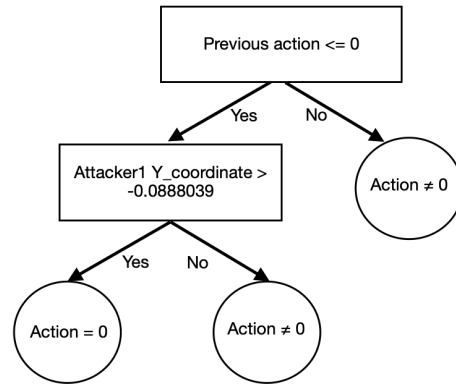 Previous action <= 0
Yes
No
Attacker1 Y_coordinate >
-0.0888039
Action ≠ 0
Yes
No
Action = 0
Action ≠ 0